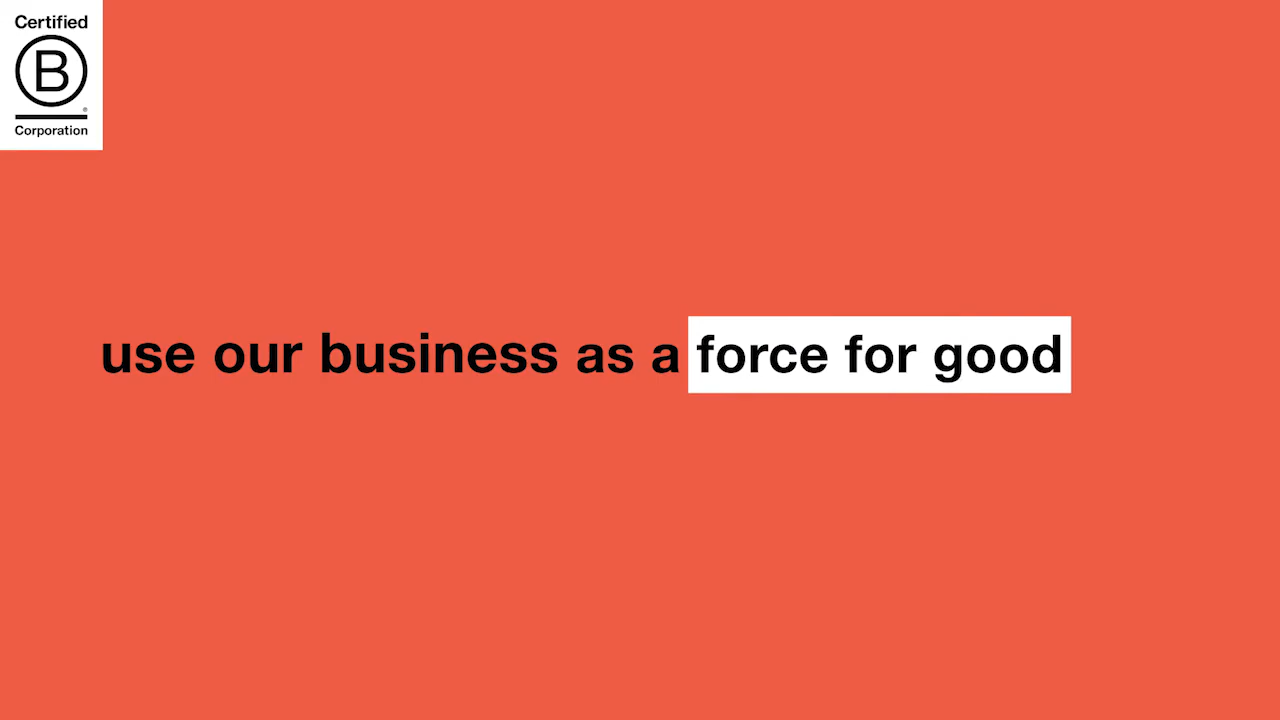 Certified
B
®
Corporation
use our business as a force for good